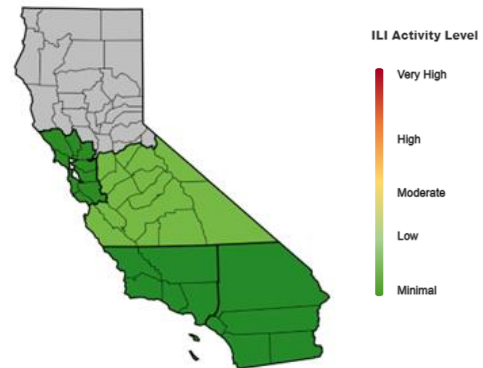 ILI Activity Level
Very High
High
Moderate
Low
Minimal